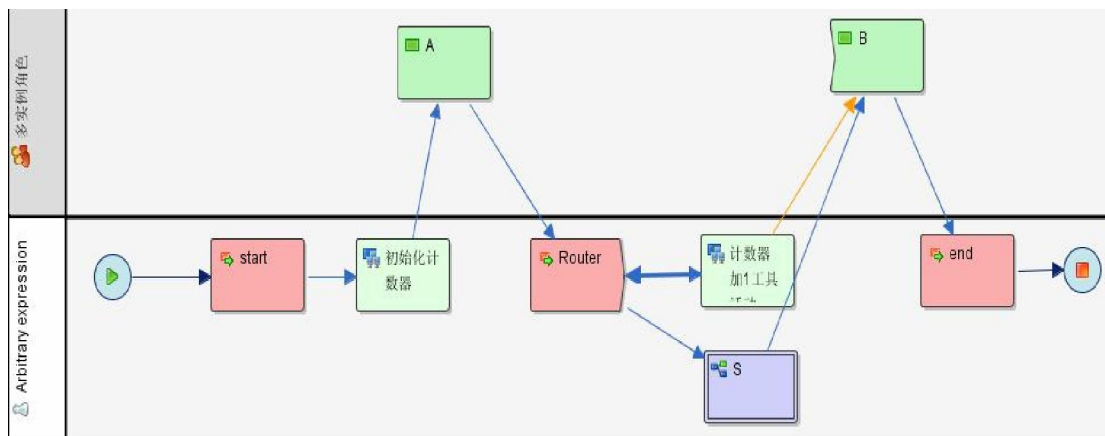 多实例角色
A
B
Arbitrary expression
start
初始化计
数器
Router
计数器
加1工具
S
end